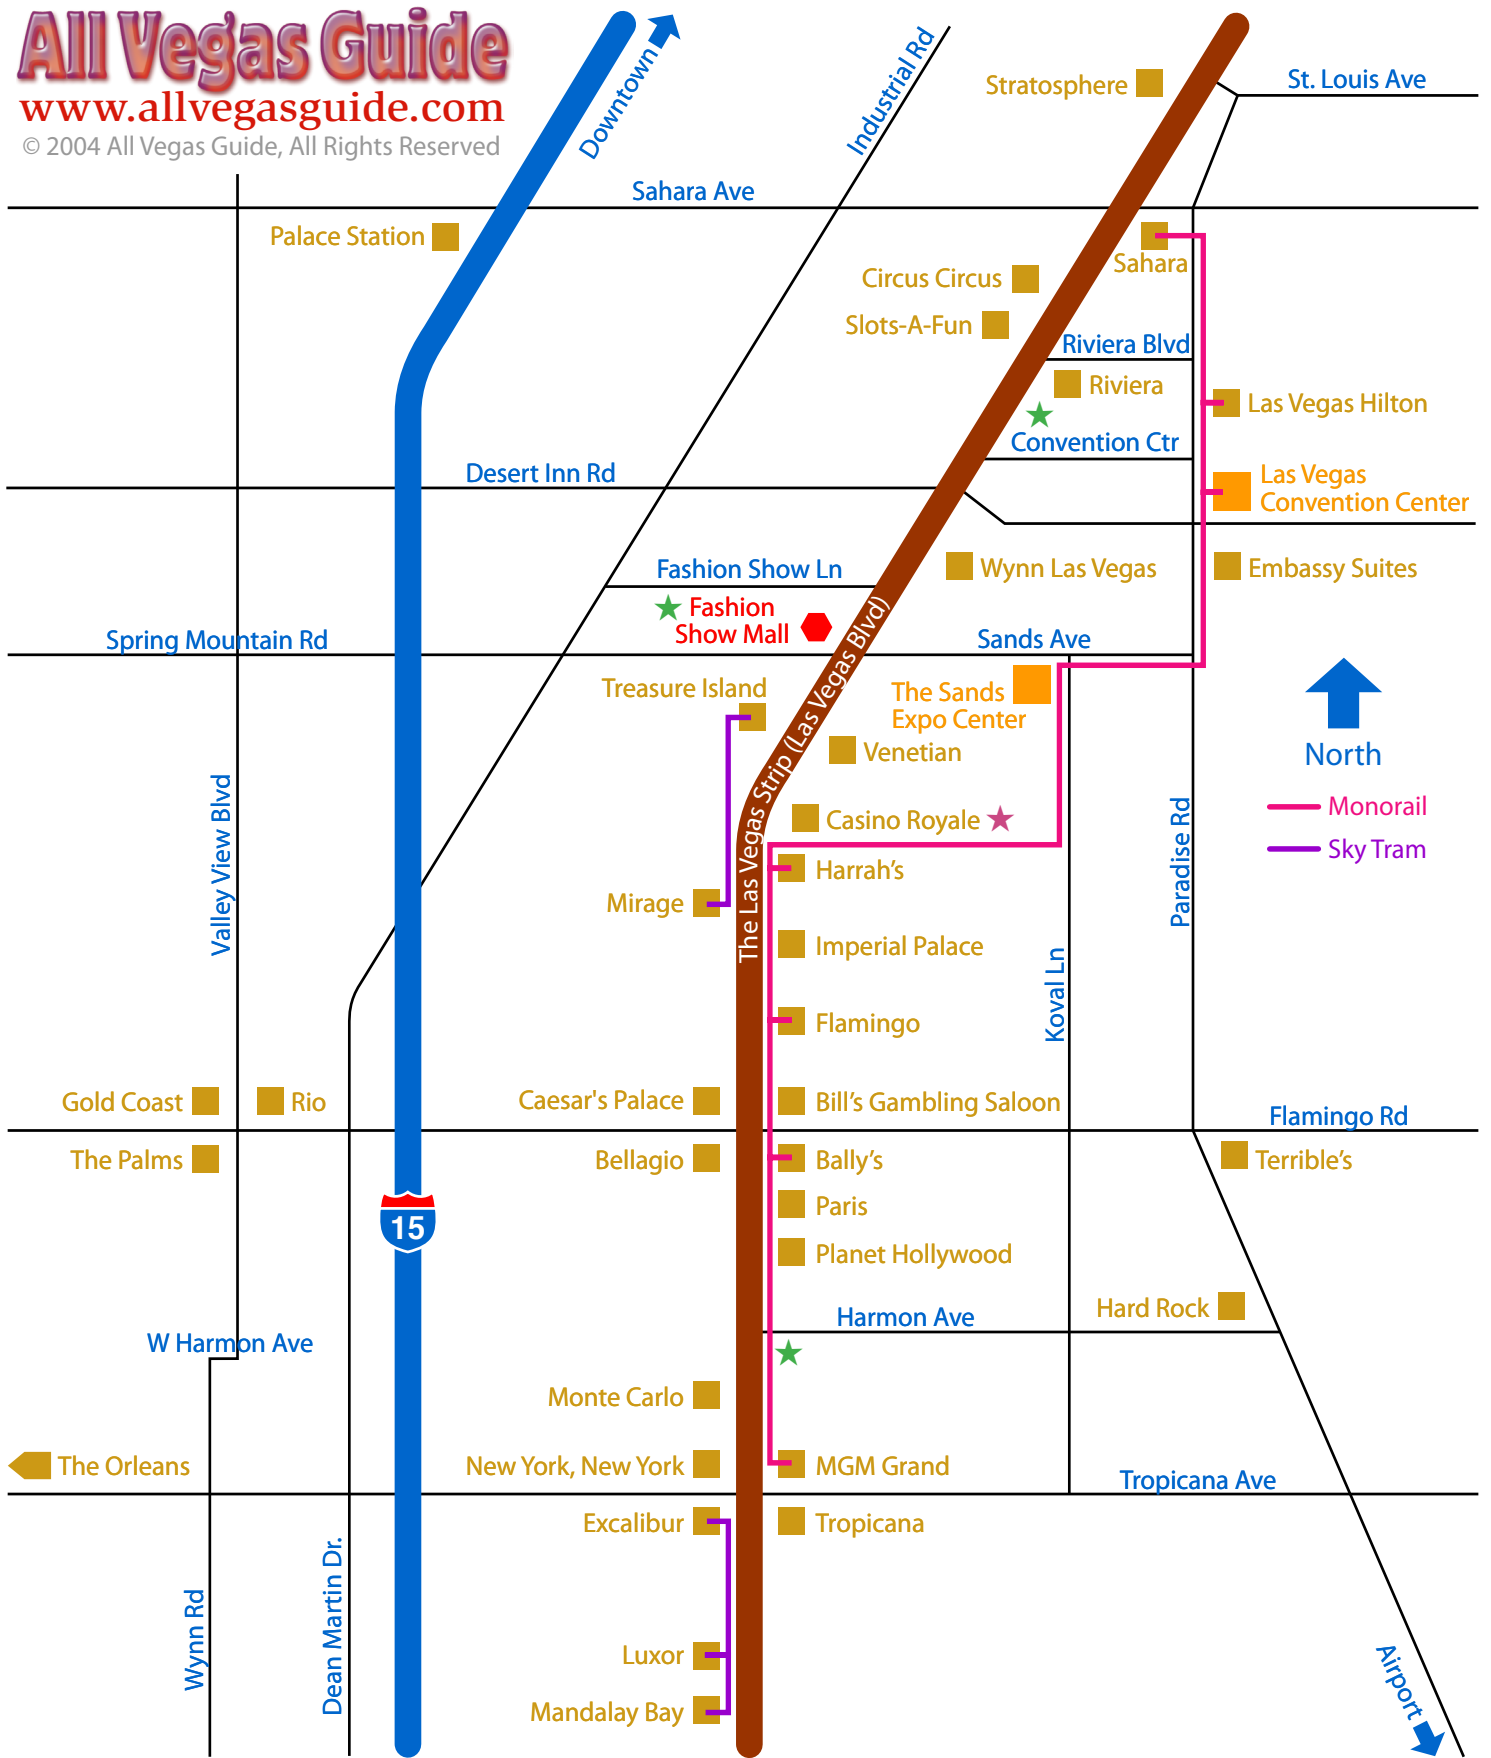 All Vegas Guide
www.allvegasguide.com
© 2004 All Vegas Guide, All Rights Reserved
Downtown
Industrial Rd
Stratosphere
St. Louis Ave
Sahara Ave
Palace Station
Sahara
Circus Circus
Slots-A-Fun
Riviera Blvd
Riviera
Las Vegas Hilton
Convention Ctr
Desert Inn Rd
Las Vegas
Convention Center
Fashion Show Ln
Wynn Las Vegas
Embassy Suites
Fashion
Show Mall
Spring Mountain Rd
Sands Ave
Treasure Island
The Sands
Expo Center
Venetian
North
Monorail
Sky Tram
The Las Vegas Strip (Las Vegas Blvd)
Valley View Blvd
Casino Royale
Paradise Rd
Harrah's
Mirage
Imperial Palace
Koval Ln
Flamingo
Gold Coast
Rio
Caesar's Palace
Bill's Gambling Saloon
Flamingo Rd
The Palms
Bellagio
Bally's
Terrible's
Paris
15
Planet Hollywood
Hard Rock
W Harmon Ave
Harmon Ave
Monte Carlo
The Orleans
New York, New York
MGM Grand
Tropicana Ave
Excalibur
Tropicana
Wynn Rd
Dean Martin Dr.
Luxor
Airport
Mandalay Bay